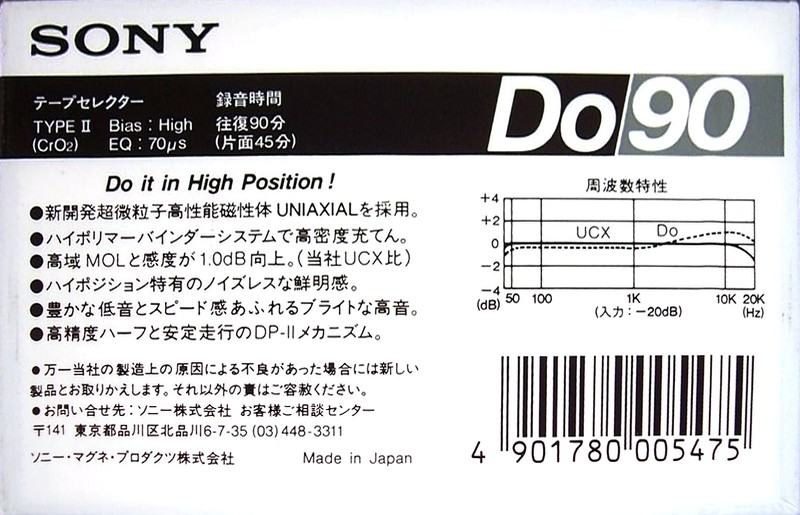 SONY
テープセレクター 録音時間
TYPE II Bias : High 往復90分
(CrO2) EQ : 70μs (片面45分)
Do90
Do it in High Position !
●新開発超微粒子高性能磁性体 UNIAXIALを採用。
●ハイポリマーバインダーシステムで高密度充てん。
●高域MOLと感度が1.0dB向上。(当社UCX比)
●ハイポジション特有のノイズレスな鮮明感。
●豊かな低音とスピード感あふれるブライトな高音。
●高精度ハーフと安定走行のDP-IIメカニズム。
●万一当社の製造上の原因による不良があった場合には新しい
製品とお取りかえします。それ以外の責はご容赦ください。
●お問い合せ先：ソニー株式会社 お客様ご相談センター
〒141 東京都品川区北品川6-7-35 (03) 448-3311
ソニー・マグネ・プロダクツ株式会社 Made in Japan
周波数特性
+4
+2
0
−2
−4
UCX Do
(dB) 50 100 1K 10K 20K
(入力：−20dB) (Hz)
4 901780 005475